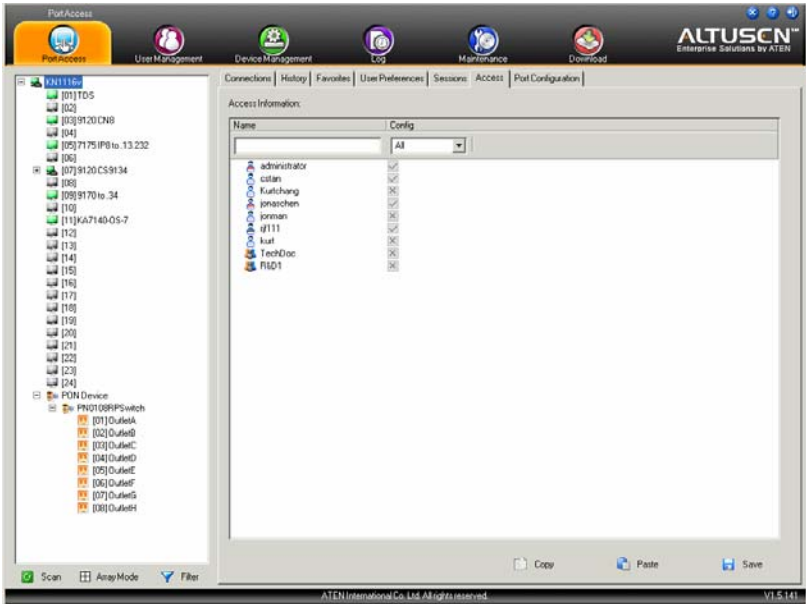 PortAccess
ALTUSEN™
Enterprise Solutions by ATEN
Port Access
User Management
Device Management
Log
Maintenance
Download
Connections
History
Favorites
User Preferences
Sessions
Access
Port Configuration
KN1116v
[01]TDS
[02]
[03]9120 CN8
[04]
[05]7175 IP8 to .13.232
[06]
[07]9120 CS9134
[08]
[09]9170 to .34
[10]
[11]KA7140-OS-7
[12]
[13]
[14]
[15]
[16]
[17]
[18]
[19]
[20]
[21]
[22]
[23]
[24]
PON Device
PN0108RPSwitch
[01]OutletA
[02]OutletB
[03]OutletC
[04]OutletD
[05]OutletE
[06]OutletF
[07]OutletG
[08]OutletH
Access Information:
Name
Config
All
administrator
cstan
Kurtchang
jonaschen
jonman
kurt
TechDoc
R&D1
Scan
Array Mode
Filter
Copy
Paste
Save
ATEN International Co. Ltd. All rights reserved.
V1.5.141